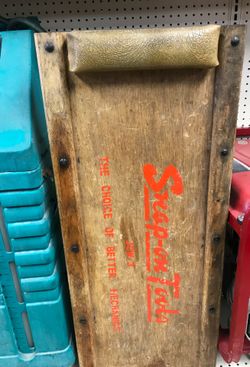 Snap-on Tools
THE CHOICE OF BETTER MECHANICS